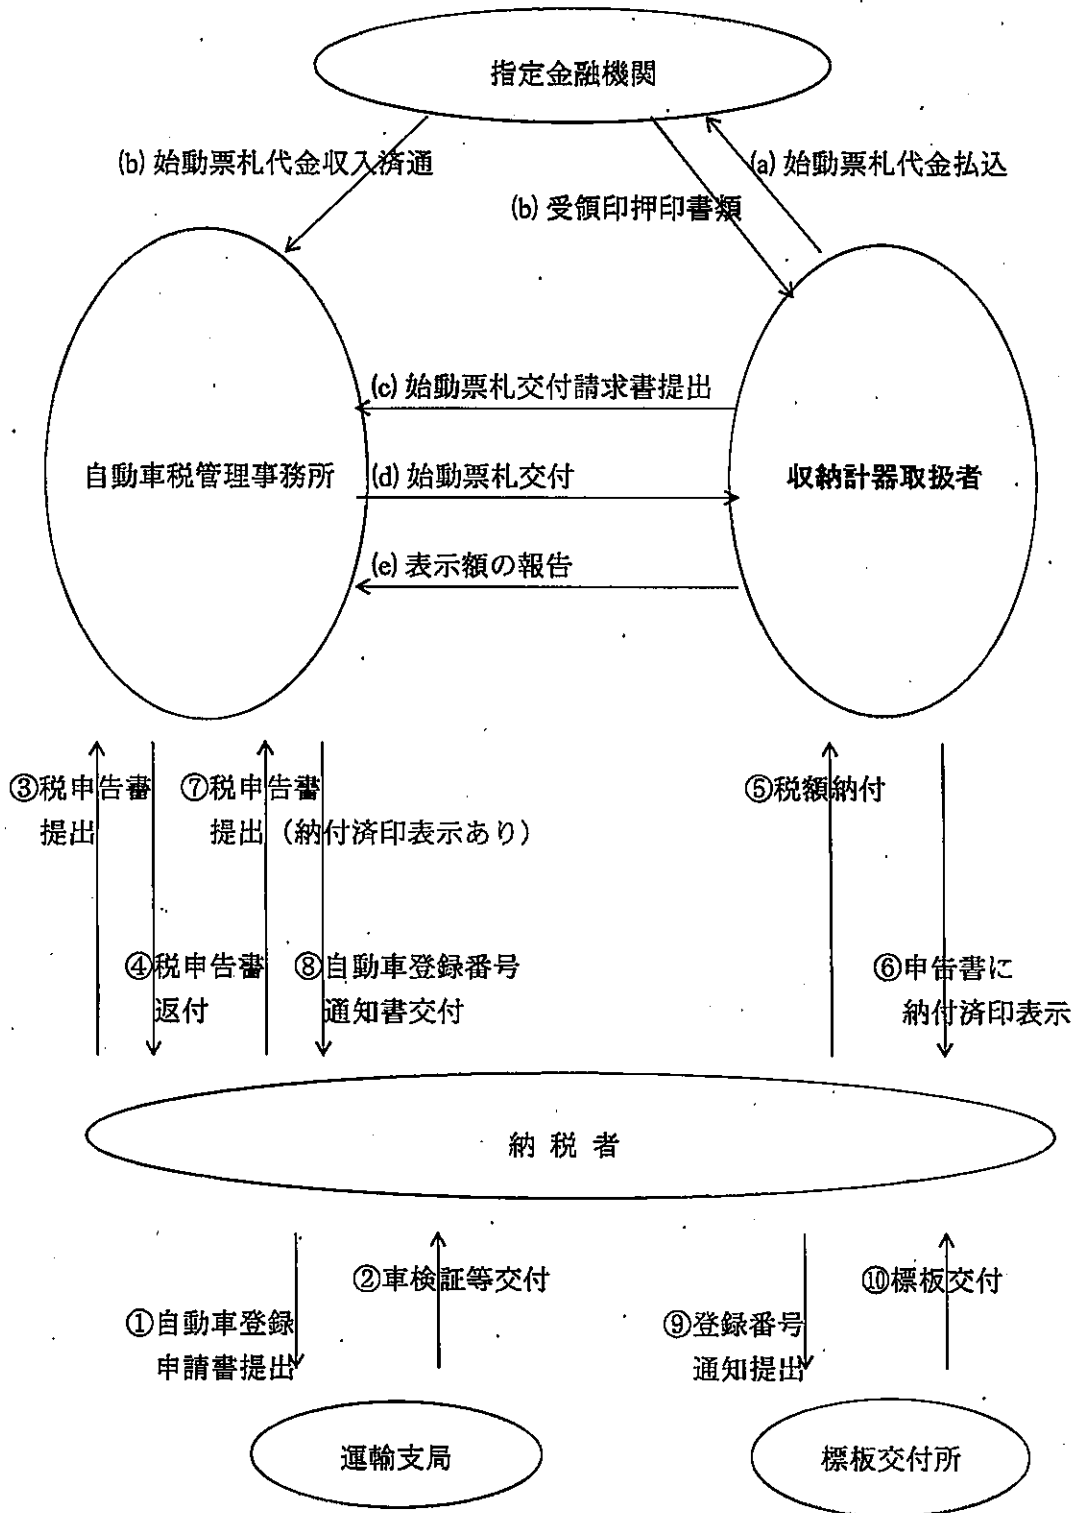 指定金融機関
(b) 始動票札代金収入済通
(a) 始動票札代金払込
(b) 受領印押印書類
(c) 始動票札交付請求書提出
自動車税管理事務所
(d) 始動票札交付
収納計器取扱者
(e) 表示額の報告
③税申告書
提出
⑦税申告書
提出（納付済印表示あり）
⑤税額納付
④税申告書
返付
⑧自動車登録番号
通知書交付
⑥申告書に
納付済印表示
納 税 者
②車検証等交付
⑩標板交付
①自動車登録
申請書提出
⑨登録番号
通知提出
運輸支局
標板交付所